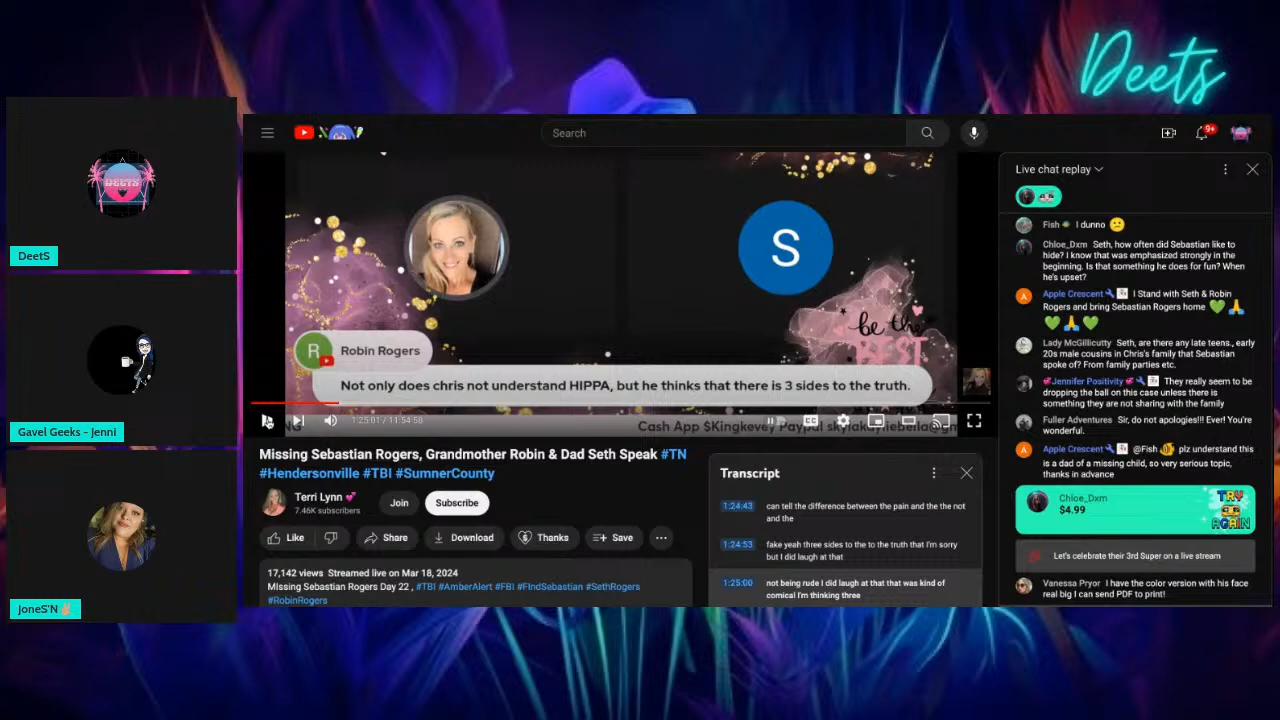 Deets
DEETS
DeetS
Gavel Geeks - Jenni
JoneS'N✌🏻
Search
9+
Robin Rogers
R
S
be the
BEST
Not only does chris not understand HIPPA, but he thinks that there is 3 sides to the truth.
1:25:01 / 11:54:58
Cash App $Kingkevey Paypal skylakayliebella@gm
Missing Sebastian Rogers, Grandmother Robin & Dad Seth Speak #TN
#Hendersonville #TBI #SumnerCounty
Terri Lynn 💕
7.46K subscribers
Join
Subscribe
Like
Share
Download
Thanks
Save
17,142 views Streamed live on Mar 18, 2024
Missing Sebastian Rogers Day 22 , #TBI #AmberAlert #FBI #FindSebastian #SethRogers
#RobinRogers
Transcript
1:24:43
can tell the difference between the pain and the the not
and the
1:24:53
fake yeah three sides to the to the truth that I'm sorry
but I did laugh at that
1:25:00
not being rude I did laugh at that that was kind of
comical I'm thinking three
Live chat replay
Fish I dunno 😕
Chloe_Dxm Seth, how often did Sebastian like to
hide? I know that was emphasized strongly in the
beginning. Is that something he does for fun? When
he's upset?
Apple Crescent I Stand with Seth & Robin
Rogers and bring Sebastian Rogers home 💚🙏
💚🙏💚
Lady McGillicutty Seth, are there any late teens., early
20s male cousins in Chris's family that Sebastian
spoke of? From family parties etc.
💞Jennifer Positivity 💞 They really seem to be
dropping the ball on this case unless there is
something they are not sharing with the family
Fuller Adventures Sir, do not apologies!!! Ever! You're
wonderful.
Apple Crescent @Fish 🐠 plz understand this
is a dad of a missing child, so very serious topic,
thanks in advance
Chloe_Dxm
$4.99
TRY
AGAIN
Let's celebrate their 3rd Super on a live stream
Vanessa Pryor I have the color version with his face
real big I can send PDF to print!